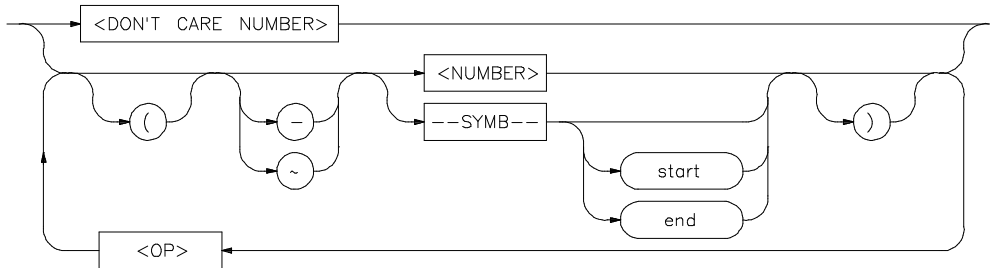 <DON'T CARE NUMBER>
<NUMBER>
( - --SYMB-- )
~ start
end
<OP>